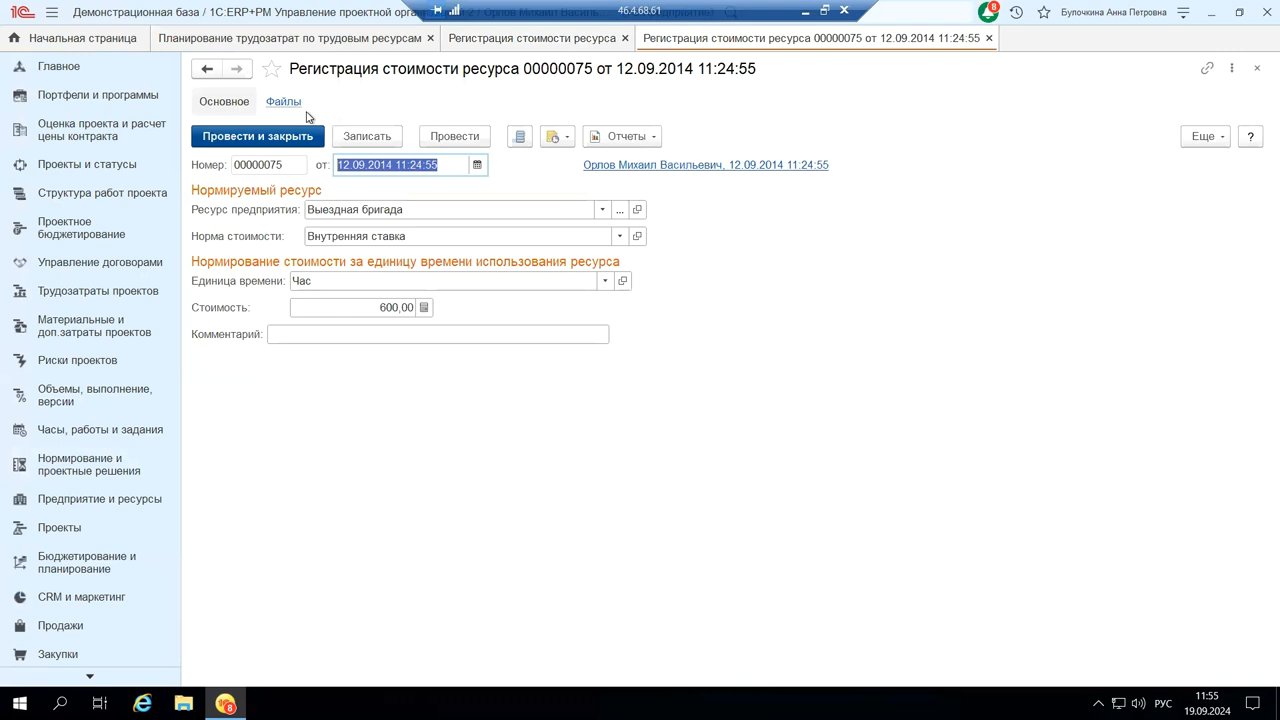 Демонстрационная база / 1C:ERP+PM Управление проектной орган
46.4.68.61
8
Булочкина Анна Петровна
Начальная страница
Планирование трудозатрат по трудовым ресурсам
Регистрация стоимости ресурса
Регистрация стоимости ресурса 00000075 от 12.09.2014 11:24:55
Регистрация стоимости ресурса 00000075 от 12.09.2014 11:24:55
Основное
Файлы
Провести и закрыть
Записать
Провести
Отчеты
Еще
?
Номер: 00000075 от: 12.09.2014 11:24:55
Орлов Михаил Васильевич, 12.09.2014 11:24:55
Нормируемый ресурс
Ресурс предприятия: Выездная бригада
...
Норма стоимости: Внутренняя ставка
Нормирование стоимости за единицу времени использования ресурса
Единица времени: Час
Стоимость: 600,00
Комментарий:
Главное
Портфели и программы
Оценка проекта и расчет
цены контракта
Проекты и статусы
Структура работ проекта
Проектное
бюджетирование
Управление договорами
Трудозатраты проектов
Материальные и
доп.затраты проектов
Риски проектов
Объемы, выполнение,
версии
Часы, работы и задания
Нормирование и
проектные решения
Предприятие и ресурсы
Проекты
Бюджетирование и
планирование
CRM и маркетинг
Продажи
Закупки
8
РУС
11:55
19.09.2024